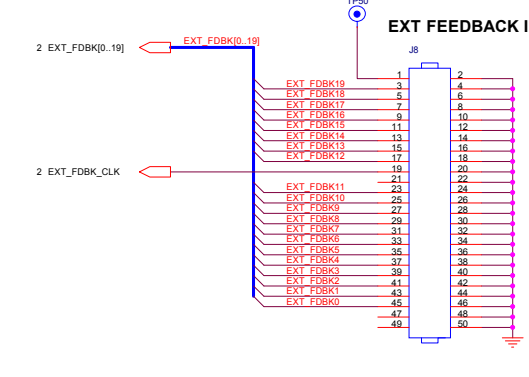 TP50
EXT FEEDBACK I
2 EXT_FDBK[0..19]
EXT_FDBK[0..19]
J8
1 2
EXT_FDBK19 3 4
EXT_FDBK18 5 6
EXT_FDBK17 7 8
EXT_FDBK16 9 10
EXT_FDBK15 11 12
EXT_FDBK14 13 14
EXT_FDBK13 15 16
EXT_FDBK12 17 18
2 EXT_FDBK_CLK 19 20
21 22
EXT_FDBK11 23 24
EXT_FDBK10 25 26
EXT_FDBK9 27 28
EXT_FDBK8 29 30
EXT_FDBK7 31 32
EXT_FDBK6 33 34
EXT_FDBK5 35 36
EXT_FDBK4 37 38
EXT_FDBK3 39 40
EXT_FDBK2 41 42
EXT_FDBK1 43 44
EXT_FDBK0 45 46
47 48
49 50